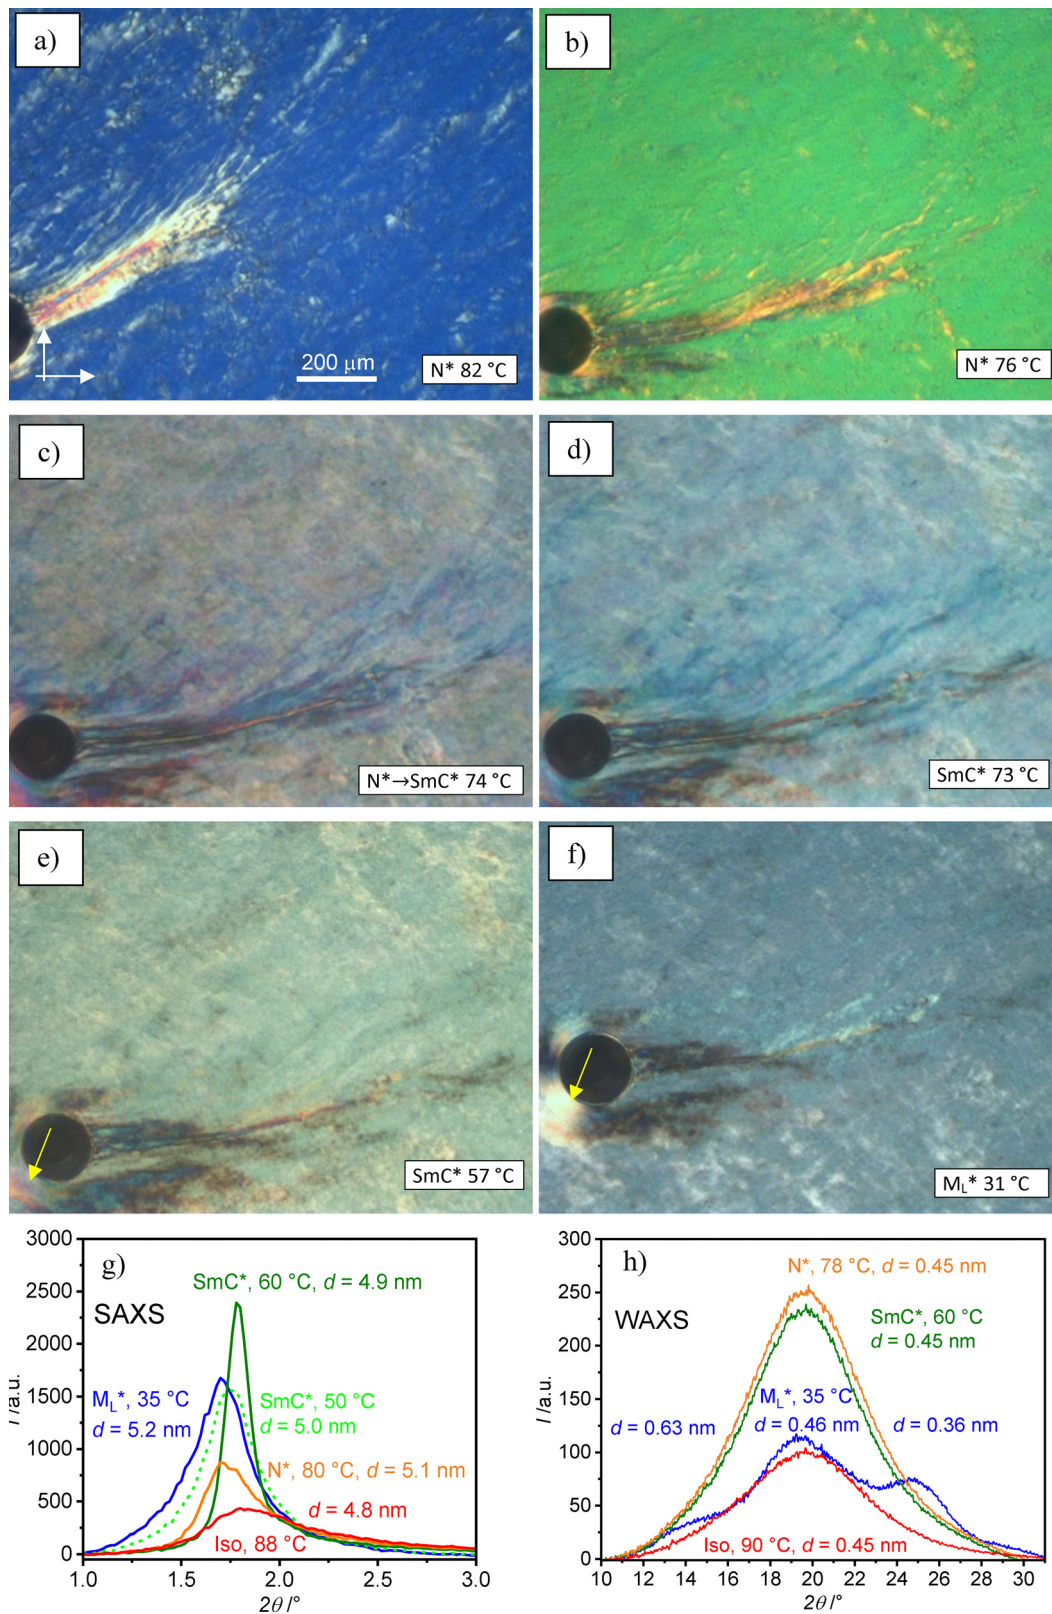 a)
200 μm
N* 82 °C
b)
N* 76 °C
c)
N*→SmC* 74 °C
d)
SmC* 73 °C
e)
SmC* 57 °C
f)
M_L* 31 °C
g)
SAXS
SmC*, 60 °C, d = 4.9 nm
M_L*, 35 °C
d = 5.2 nm
SmC*, 50 °C
d = 5.0 nm
N*, 80 °C, d = 5.1 nm
d = 4.8 nm
Iso, 88 °C
I /a.u.
3000
2500
2000
1500
1000
500
0
1.0 1.5 2.0 2.5 3.0
2θ /°
h)
WAXS
N*, 78 °C, d = 0.45 nm
SmC*, 60 °C
d = 0.45 nm
M_L*, 35 °C
d = 0.63 nm
d = 0.46 nm
d = 0.36 nm
Iso, 90 °C, d = 0.45 nm
I /a.u.
300
250
200
150
100
50
0
10 12 14 16 18 20 22 24 26 28 30
2θ /°